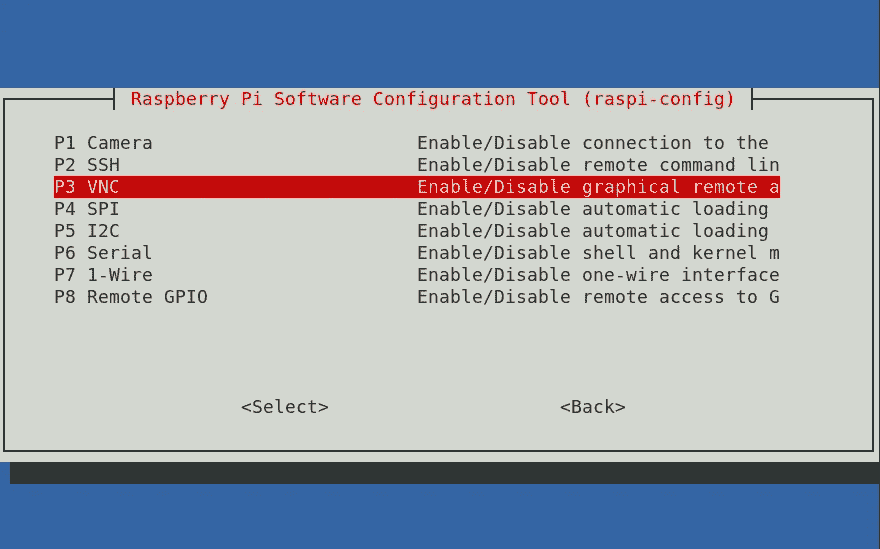 Raspberry Pi Software Configuration Tool (raspi-config)
P1 Camera Enable/Disable connection to the
P2 SSH Enable/Disable remote command lin
P3 VNC Enable/Disable graphical remote a
P4 SPI Enable/Disable automatic loading
P5 I2C Enable/Disable automatic loading
P6 Serial Enable/Disable shell and kernel m
P7 1-Wire Enable/Disable one-wire interface
P8 Remote GPIO Enable/Disable remote access to G
<Select> <Back>